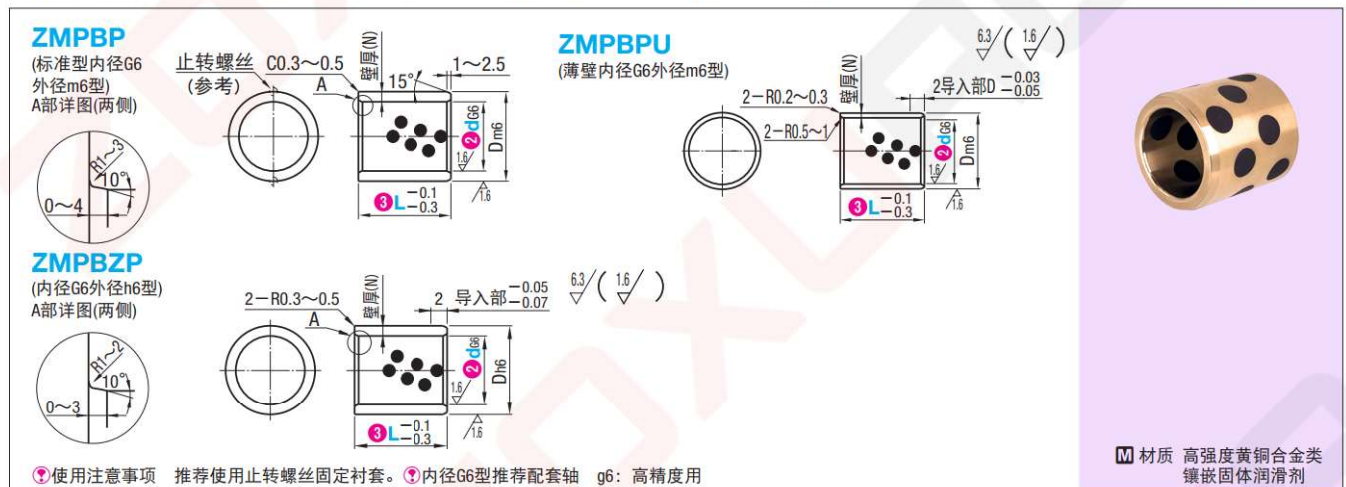 ZMPBP
(标准型内径G6
外径m6型)
A部详图(两侧)
R1～3
10°
0～4
止转螺丝
(参考)
C0.3～0.5
A
壁厚(N)
15°
1～2.5
1.6
2 dG6
Dm6
3 L -0.1
-0.3
1.6
ZMPBPU
(薄壁内径G6外径m6型)
6.3 ( 1.6 )
2－R0.2～0.3
2－R0.5～1
壁厚(N)
2导入部D -0.03
-0.05
1.6
2 dG6
Dm6
3 L -0.1
-0.3
1.6
ZMPBZP
(内径G6外径h6型)
A部详图(两侧)
R1～2
10°
0～3
2－R0.3～0.5
A
壁厚(N)
2 导入部 -0.05
-0.07
6.3 ( 1.6 )
1.6
2 dG6
Dh6
3 L -0.1
-0.3
1.6
使用注意事项 推荐使用止转螺丝固定衬套。 内径G6型推荐配套轴 g6：高精度用
M 材质 高强度黄铜合金类
镶嵌固体润滑剂